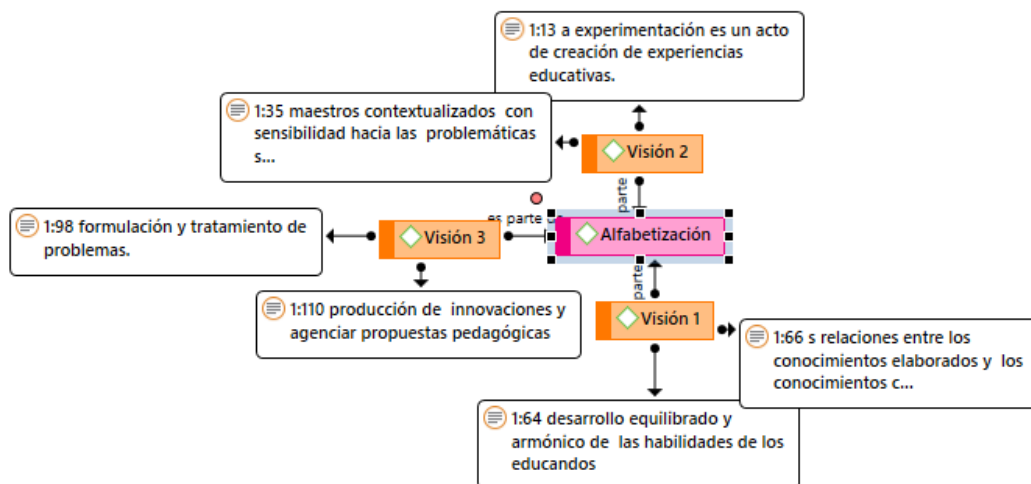 1:13 a experimentación es un acto
de creación de experiencias
educativas.
1:35 maestros contextualizados con
sensibilidad hacia las problemáticas
s...
Visión 2
parte
es parte de
1:98 formulación y tratamiento de
problemas.
Visión 3
Alfabetización
parte
1:110 producción de innovaciones y
agenciar propuestas pedagógicas
Visión 1
1:66 s relaciones entre los
conocimientos elaborados y los
conocimientos c...
1:64 desarrollo equilibrado y
armónico de las habilidades de los
educandos